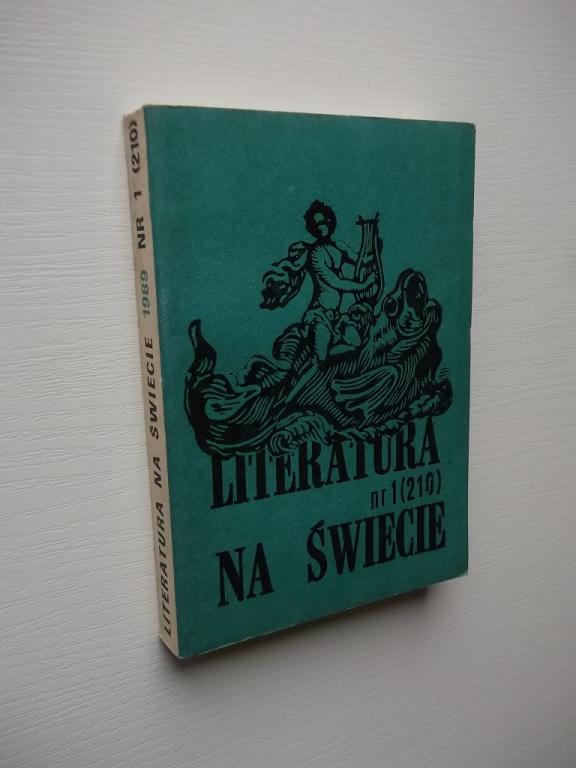 LITERATURA NA ŚWIECIE 1989 NR 1 (210)
LITERATURA
nr 1 (210)
NA ŚWIECIE